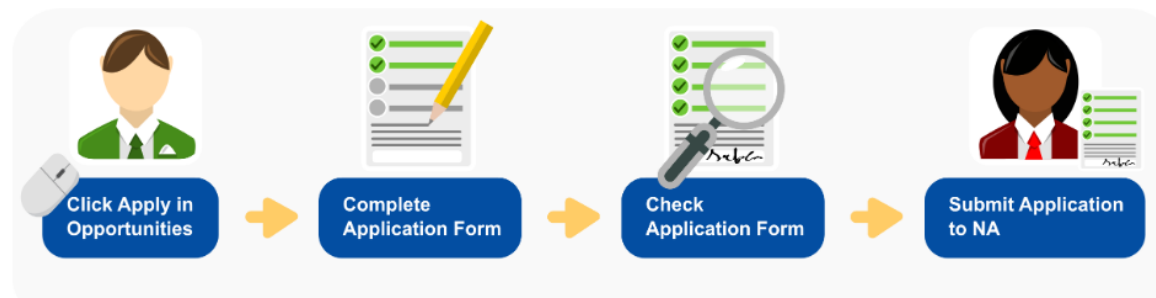 Click Apply in
Opportunities
Complete
Application Form
Check
Application Form
Submit Application
to NA